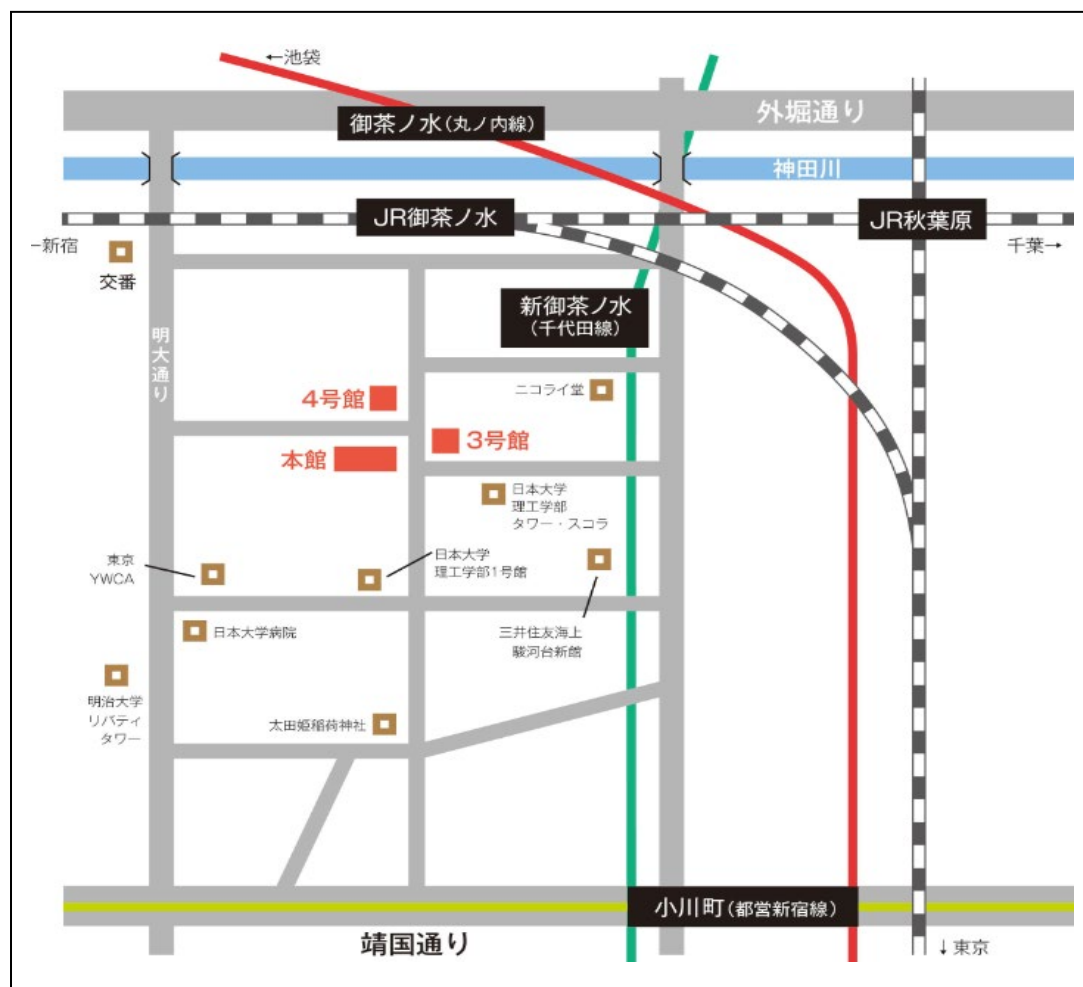 ←池袋
外堀通り
御茶ノ水(丸ノ内線)
神田川
JR御茶ノ水
JR秋葉原
−新宿
千葉→
交番
新御茶ノ水
(千代田線)
明大通り
ニコライ堂
4号館
3号館
本館
日本大学
理工学部
タワー・スコラ
東京
YWCA
日本大学
理工学部1号館
日本大学病院
三井住友海上
駿河台新館
明治大学
リバティ
タワー
太田姫稲荷神社
小川町(都営新宿線)
靖国通り
↓東京